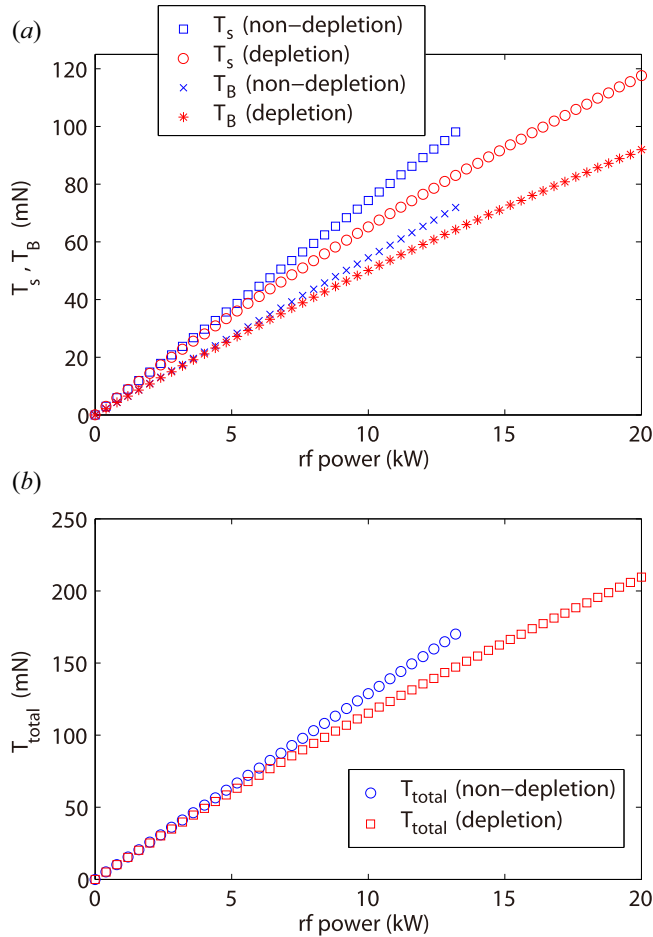 (a)
T_s (non−depletion)
T_s (depletion)
T_B (non−depletion)
T_B (depletion)
120
100
80
60
40
20
0
T_s , T_B (mN)
0 5 10 15 20
rf power (kW)
(b)
250
200
150
100
50
0
T_total (mN)
T_total (non−depletion)
T_total (depletion)
0 5 10 15 20
rf power (kW)